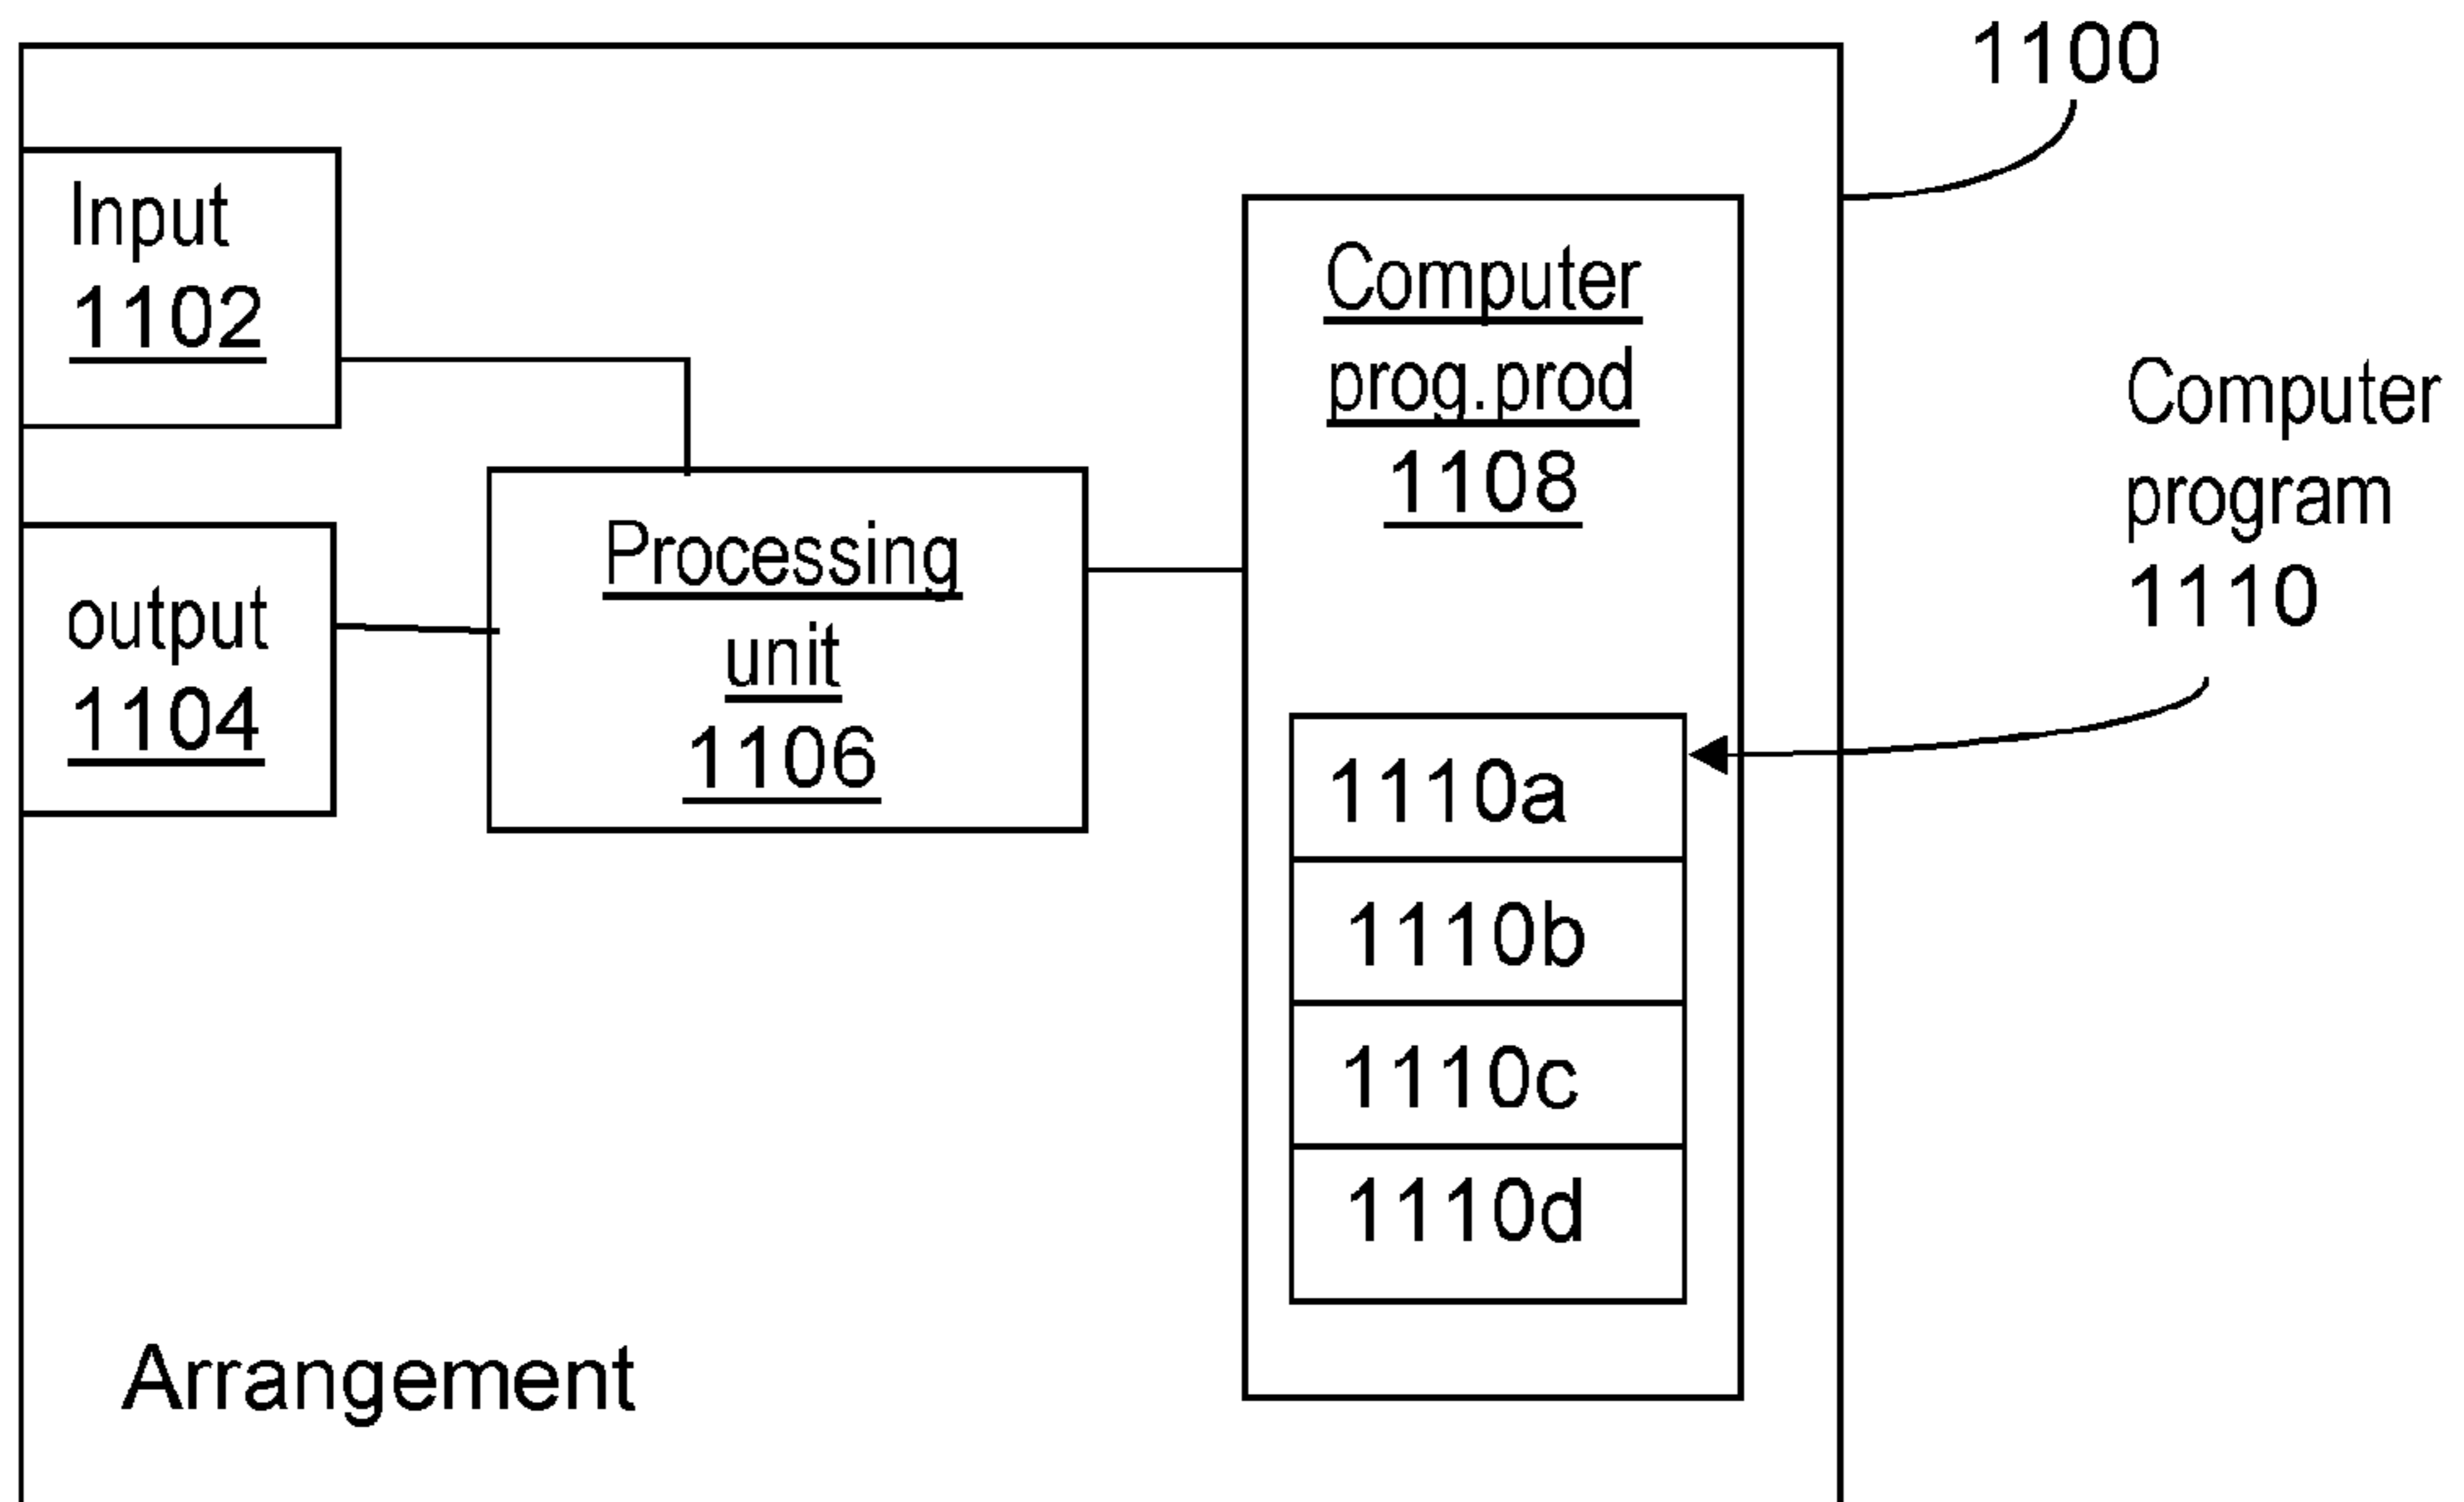 1100
Input
1102
Computer
prog.prod
1108
Computer
program
1110
Processing
unit
1106
output
1104
1110a
1110b
1110c
1110d
Arrangement